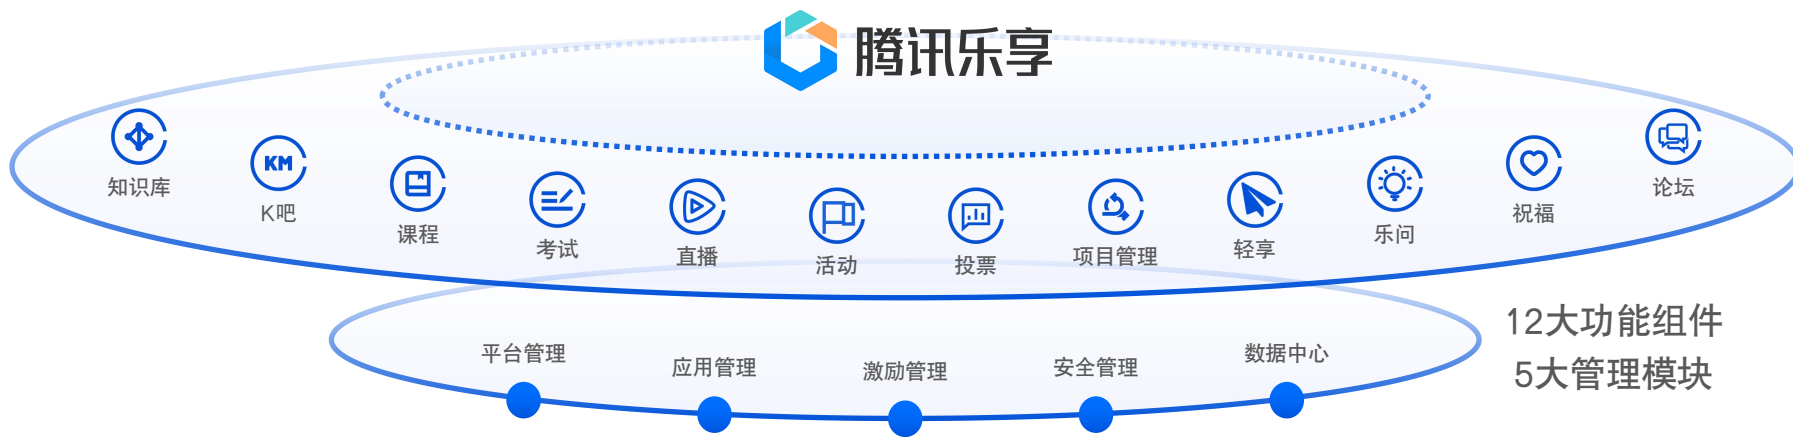 腾讯乐享
知识库
KM
K吧
课程
考试
直播
活动
投票
项目管理
轻享
乐问
祝福
论坛
12大功能组件
5大管理模块
平台管理
应用管理
激励管理
安全管理
数据中心